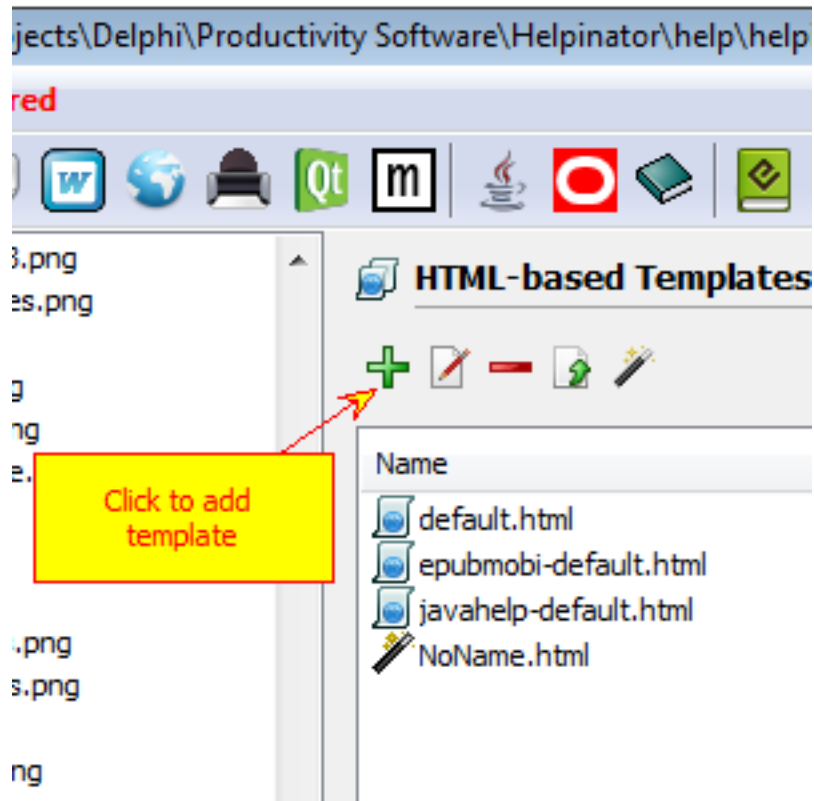 jects\Delphi\Productivity Software\Helpinator\help\help
red
W
Qt
m
3.png
es.png
g
ng
e.
.png
s.png
ng
HTML-based Templates
Click to add
template
Name
default.html
epubmobi-default.html
javahelp-default.html
NoName.html